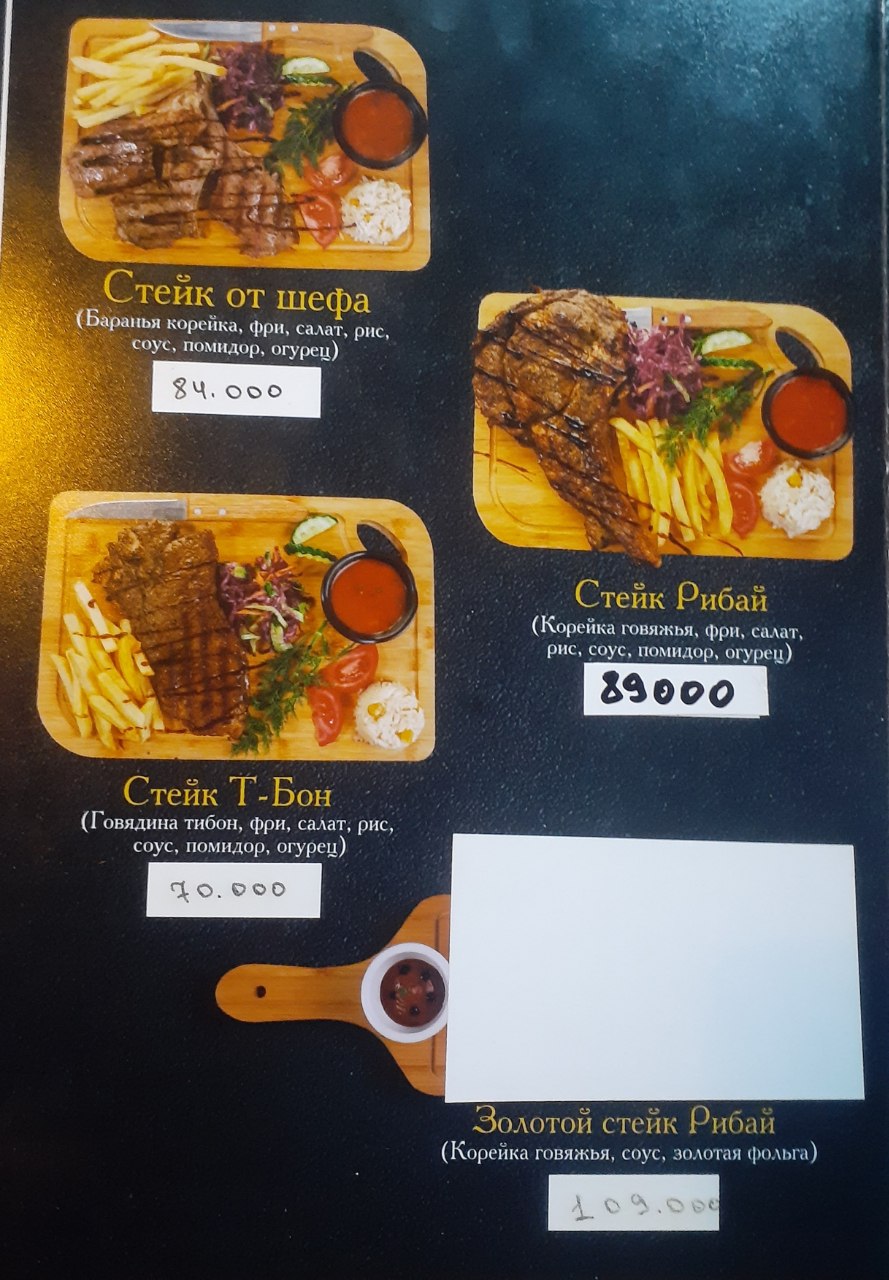 Стейк от шефа
(Баранья корейка, фри, салат, рис,
соус, помидор, огурец)
84.000
Стейк Рибай
(Корейка говяжья, фри, салат,
рис, соус, помидор, огурец)
89000
Стейк Т-Бон
(Говядина тибон, фри, салат, рис,
соус, помидор, огурец)
70.000
Золотой стейк Рибай
(Корейка говяжья, соус, золотая фольга)
109.000